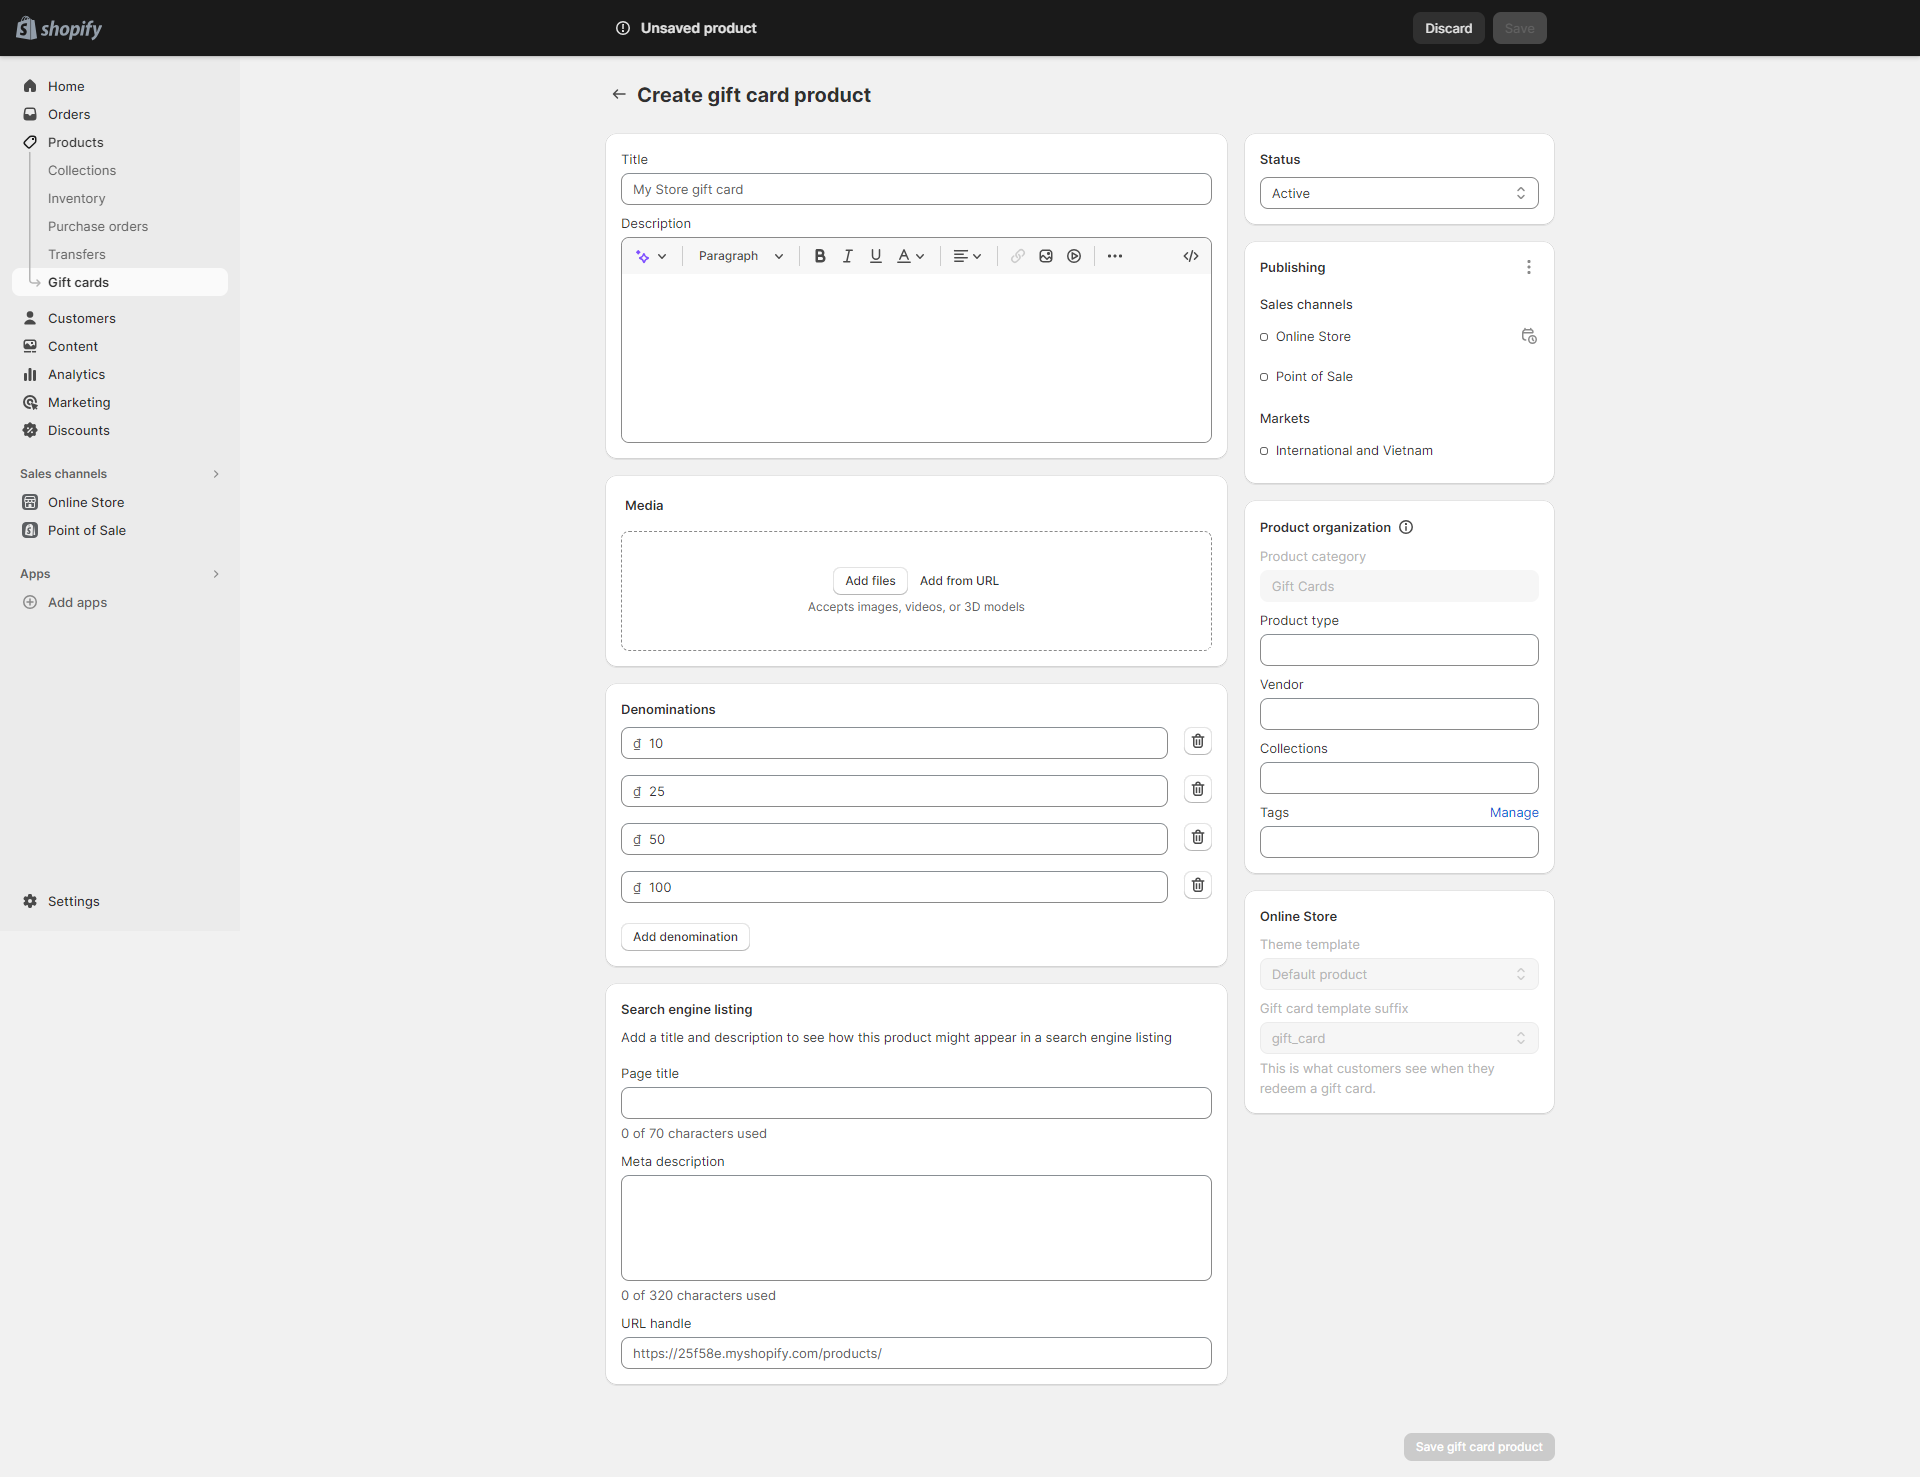 shopify
Unsaved product
Discard
Save
Home
Orders
Products
Collections
Inventory
Purchase orders
Transfers
Gift cards
Customers
Content
Analytics
Marketing
Discounts
Sales channels
Online Store
Point of Sale
Apps
Add apps
Settings
Create gift card product
Title
My Store gift card
Description
Paragraph
Media
Add files Add from URL
Accepts images, videos, or 3D models
Denominations
₫ 10
₫ 25
₫ 50
₫ 100
Add denomination
Search engine listing
Add a title and description to see how this product might appear in a search engine listing
Page title
0 of 70 characters used
Meta description
0 of 320 characters used
URL handle
https://25f58e.myshopify.com/products/
Status
Active
Publishing
Sales channels
Online Store
Point of Sale
Markets
International and Vietnam
Product organization
Product category
Gift Cards
Product type
Vendor
Collections
Tags Manage
Online Store
Theme template
Default product
Gift card template suffix
gift_card
This is what customers see when they
redeem a gift card.
Save gift card product